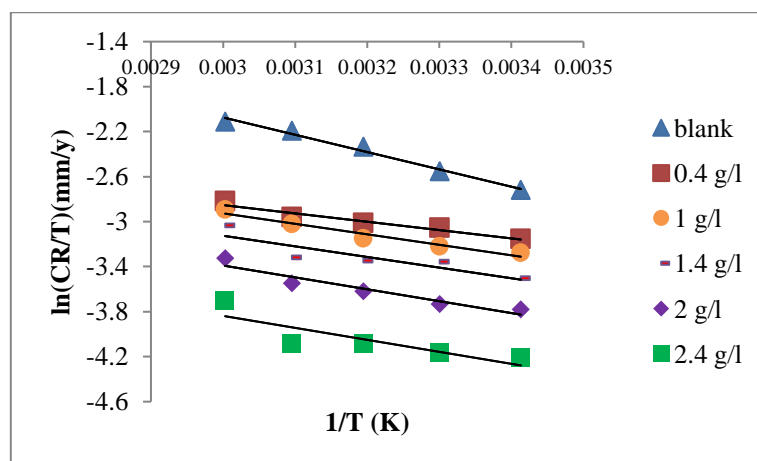 -1.4
0.0029 0.003 0.0031 0.0032 0.0033 0.0034 0.0035
-1.8
-2.2
-2.6
-3
-3.4
-3.8
-4.2
-4.6
ln(CR/T)(mm/y)
1/T (K)
blank
0.4 g/l
1 g/l
1.4 g/l
2 g/l
2.4 g/l